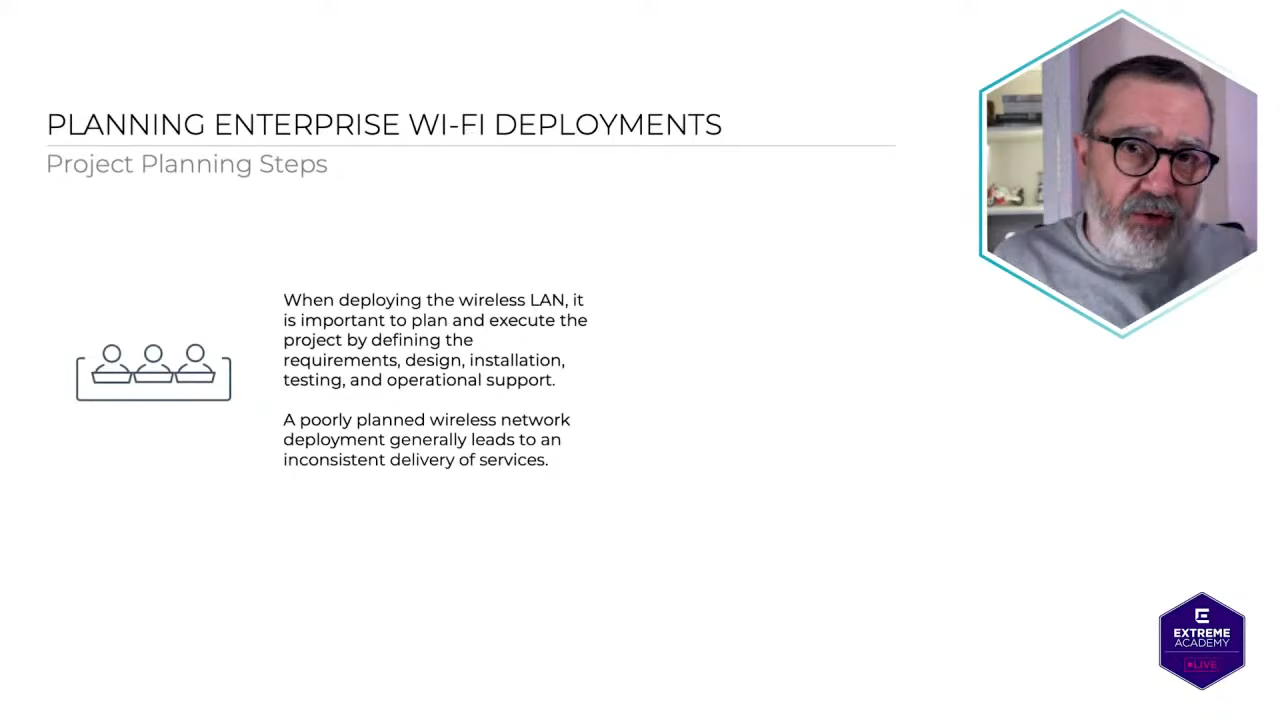 PLANNING ENTERPRISE WI-FI DEPLOYMENTS
Project Planning Steps
When deploying the wireless LAN, it
is important to plan and execute the
project by defining the
requirements, design, installation,
testing, and operational support.
A poorly planned wireless network
deployment generally leads to an
inconsistent delivery of services.
EXTREME
ACADEMY
LIVE